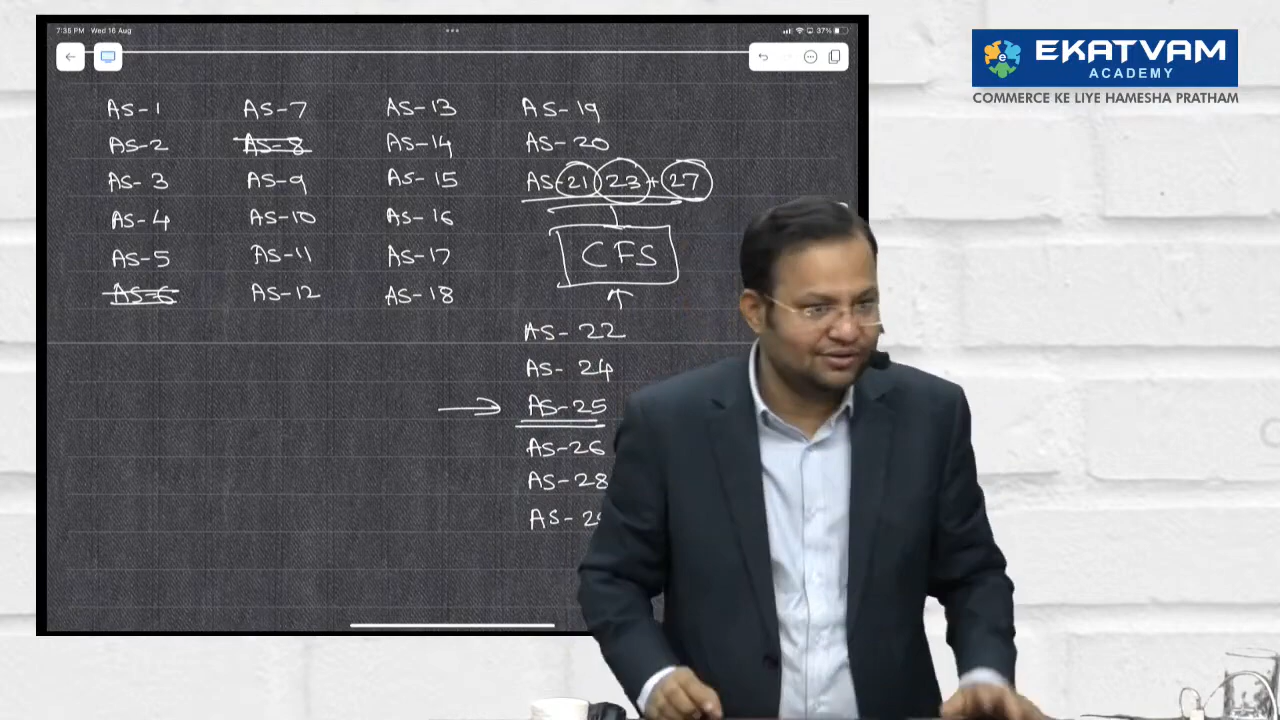 7:35 PM Wed 16 Aug
37%
EKATVAM
ACADEMY
COMMERCE KE LIYE HAMESHA PRATHAM
AS-1
AS-2
AS-3
AS-4
AS-5
AS-6
AS-7
AS-8
AS-9
AS-10
AS-11
AS-12
AS-13
AS-14
AS-15
AS-16
AS-17
AS-18
AS-19
AS-20
AS-21 23+27
CFS
AS-22
AS-24
AS-25
AS-26
AS-28